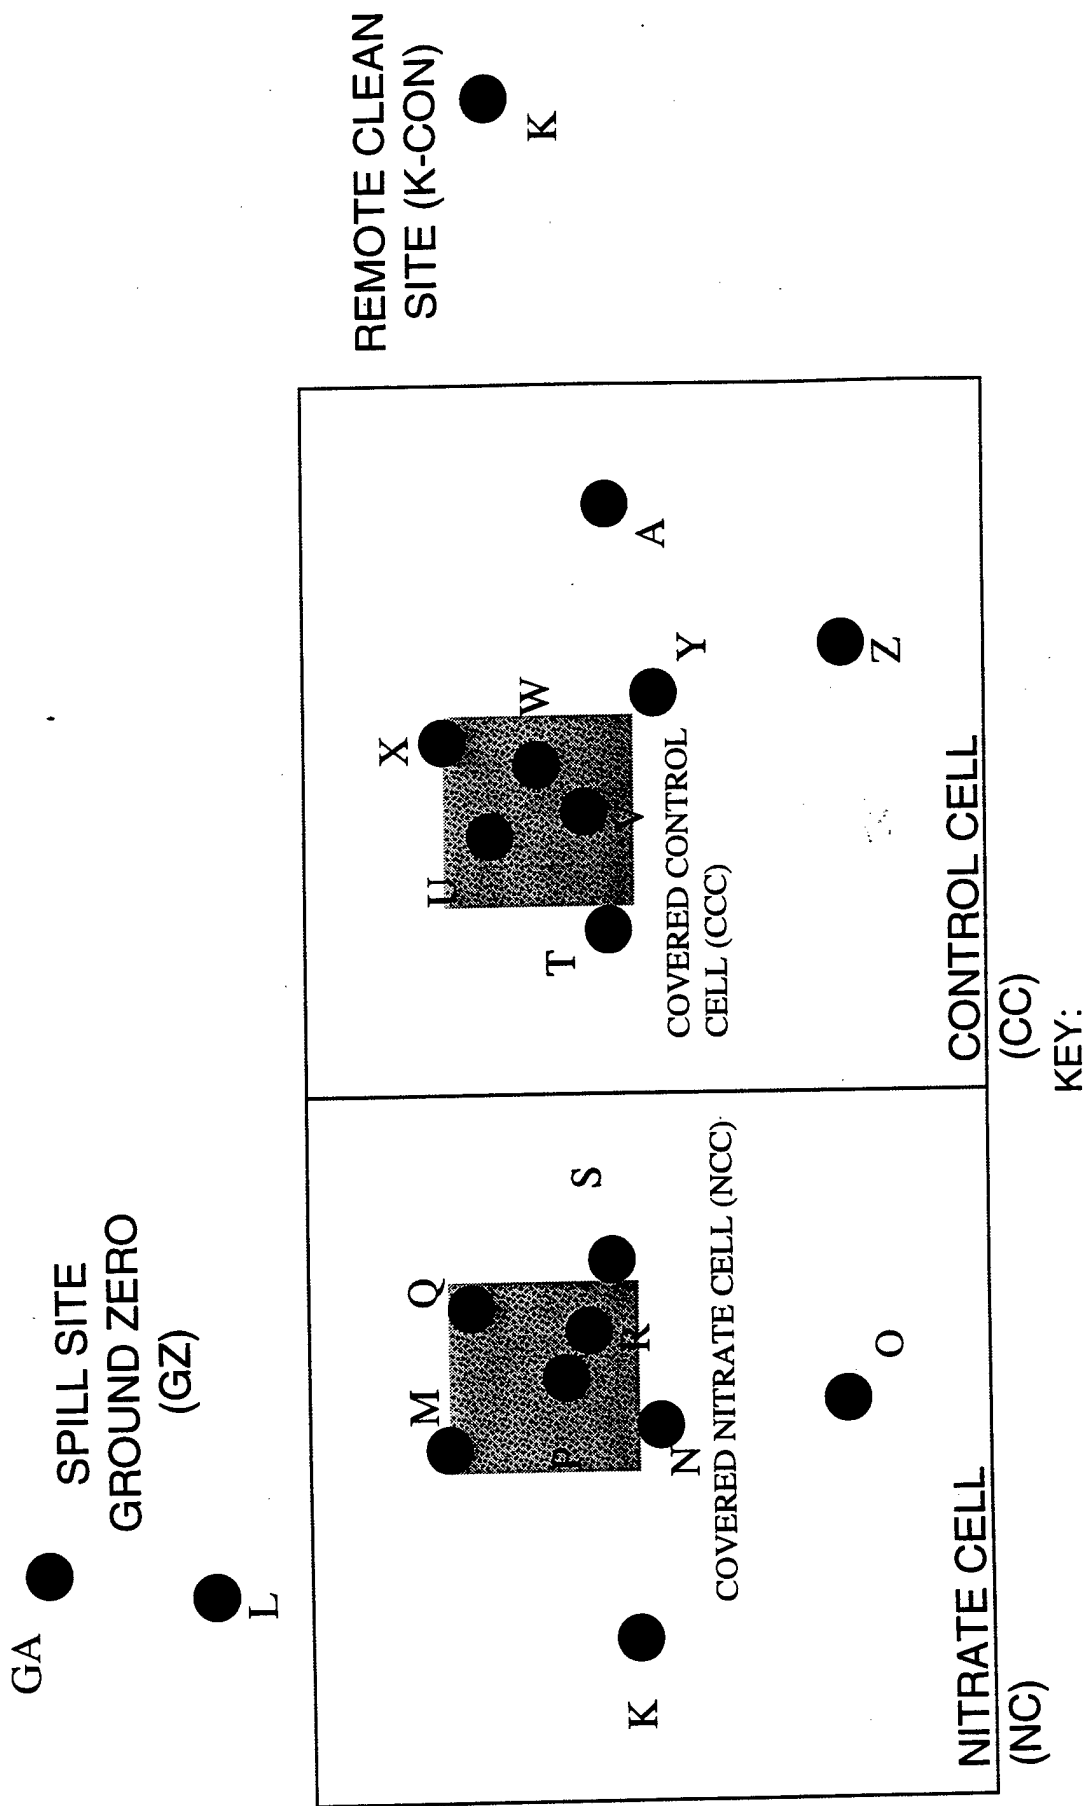 GA
SPILL SITE
GROUND ZERO
(GZ)
L
REMOTE CLEAN
SITE (K-CON)
K
M
Q
P
R
S
K
N
COVERED NITRATE CELL (NCC)
O
NITRATE CELL
(NC)
X
U
W
V
T
Y
A
COVERED CONTROL
CELL (CCC)
Z
CONTROL CELL
(CC)
KEY: